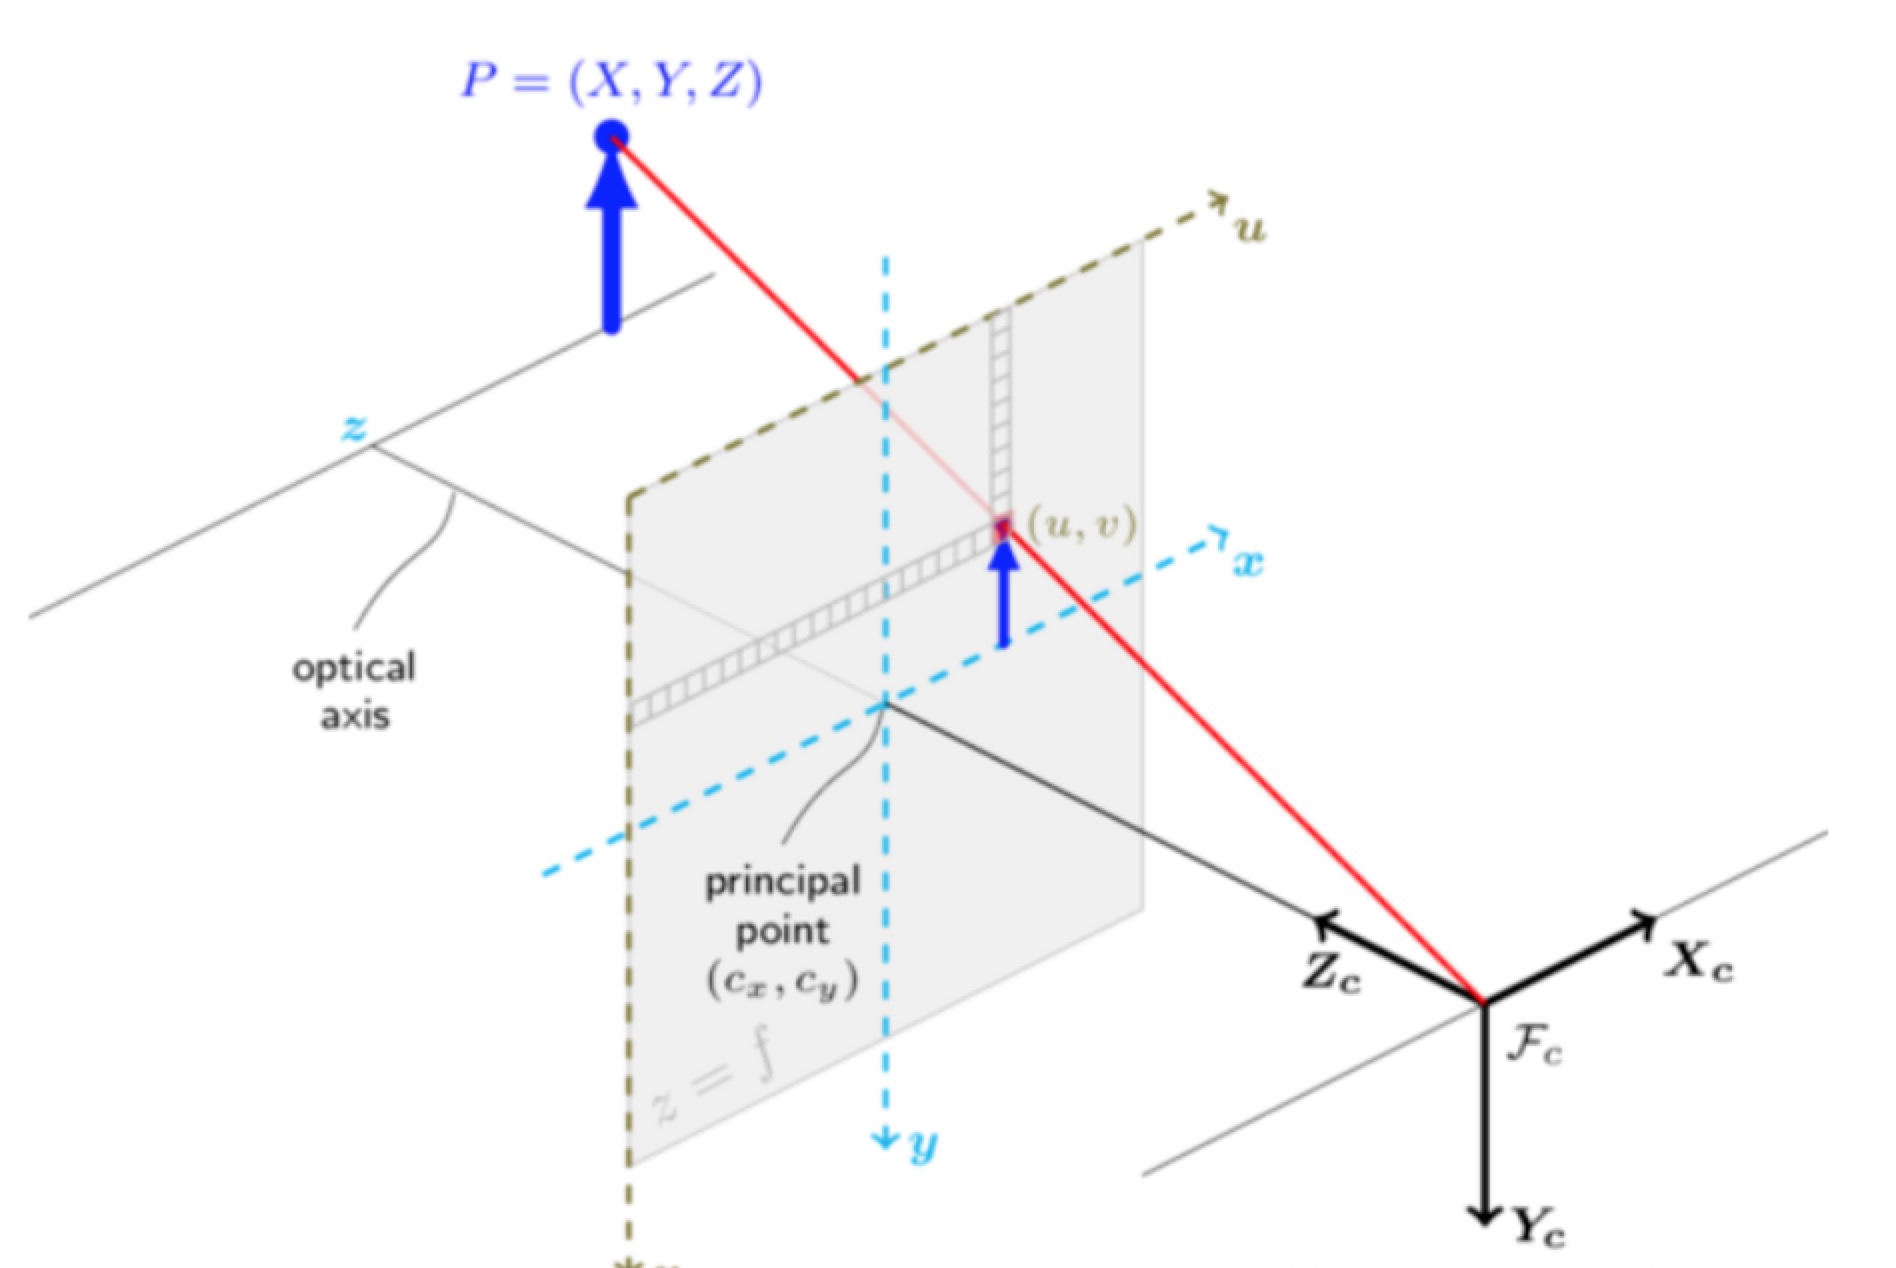 P = (X, Y, Z)
u
z
(u, v)
x
optical
axis
principal
point
(c_x, c_y)
Z_c
X_c
F_c
z = f
y
Y_c